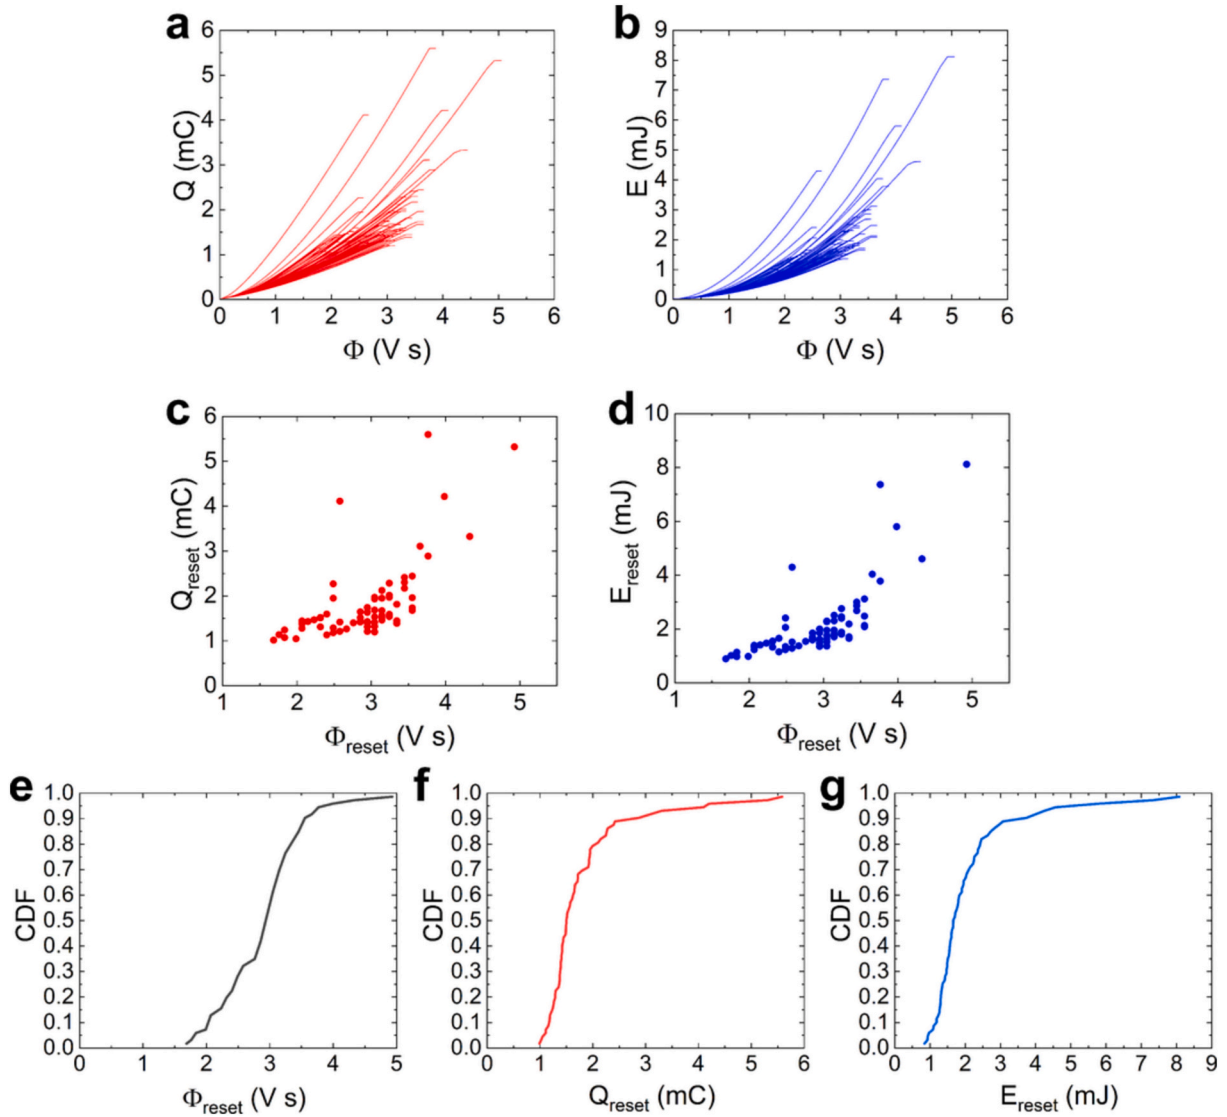 a
6
5
4
3
2
1
0
Q (mC)
0 1 2 3 4 5 6
Φ (V s)
b
9
8
7
6
5
4
3
2
1
0
E (mJ)
0 1 2 3 4 5 6
Φ (V s)
c
6
5
4
3
2
1
0
Qreset (mC)
1 2 3 4 5
Φreset (V s)
d
10
8
6
4
2
0
Ereset (mJ)
1 2 3 4 5
Φreset (V s)
e
1.0
0.9
0.8
0.7
0.6
0.5
0.4
0.3
0.2
0.1
0.0
CDF
0 1 2 3 4 5
Φreset (V s)
f
1.0
0.9
0.8
0.7
0.6
0.5
0.4
0.3
0.2
0.1
0.0
CDF
0 1 2 3 4 5 6
Qreset (mC)
g
1.0
0.9
0.8
0.7
0.6
0.5
0.4
0.3
0.2
0.1
0.0
CDF
0 1 2 3 4 5 6 7 8 9
Ereset (mJ)